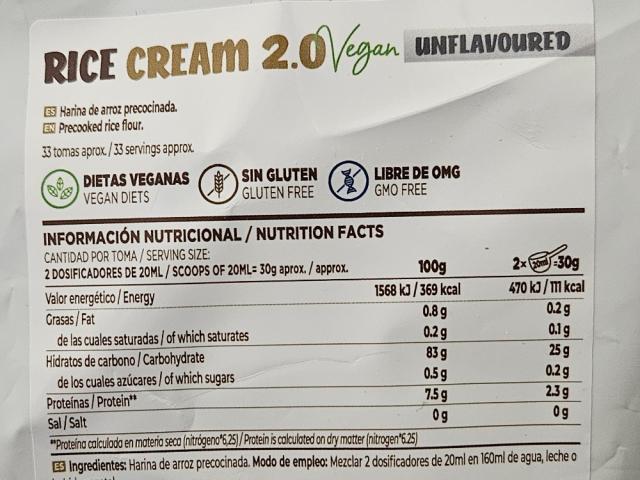 RICE CREAM 2.0 Vegan UNFLAVOURED
ES Harina de arroz precocinada.
EN Precooked rice flour.
33 tomas aprox. / 33 servings approx.
DIETAS VEGANAS SIN GLUTEN LIBRE DE OMG
VEGAN DIETS GLUTEN FREE GMO FREE
INFORMACIÓN NUTRICIONAL / NUTRITION FACTS
CANTIDAD POR TOMA / SERVING SIZE:
2 DOSIFICADORES DE 20ML / SCOOPS OF 20ML= 30g aprox. / approx. 100g 2x 20ml =30g
Valor energético / Energy 1568 kJ / 369 kcal 470 kJ / 111 kcal
Grasas / Fat 0.8 g 0.2 g
de las cuales saturadas / of which saturates 0.2 g 0.1 g
Hidratos de carbono / Carbohydrate 83 g 25 g
de los cuales azúcares / of which sugars 0.5 g 0.2 g
Proteínas / Protein** 7.5 g 2.3 g
Sal / Salt 0 g 0 g
**Proteína calculada en materia seca (nitrógeno*6,25) / Protein is calculated on dry matter (nitrogen*6.25)
ES Ingredientes: Harina de arroz precocinada. Modo de empleo: Mezclar 2 dosificadores de 20ml en 160ml de agua, leche o